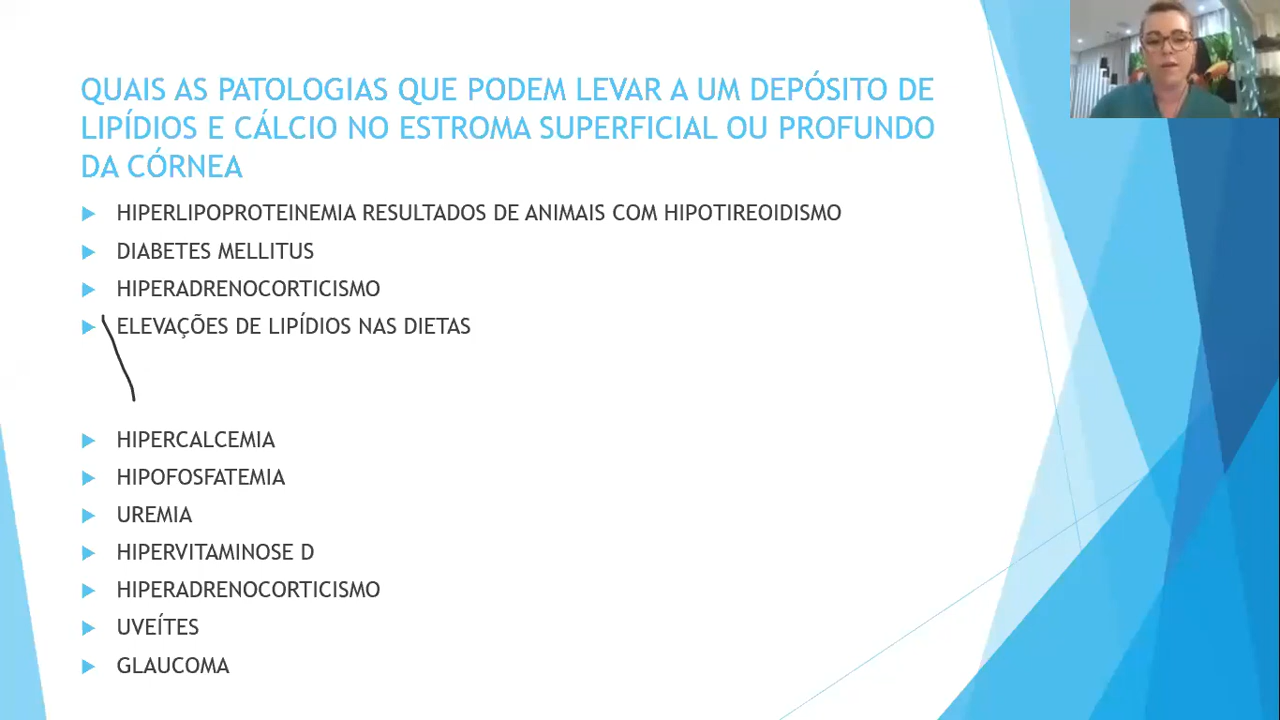 QUAIS AS PATOLOGIAS QUE PODEM LEVAR A UM DEPÓSITO DE
LIPÍDIOS E CÁLCIO NO ESTROMA SUPERFICIAL OU PROFUNDO
DA CÓRNEA
HIPERLIPOPROTEINEMIA RESULTADOS DE ANIMAIS COM HIPOTIREOIDISMO
DIABETES MELLITUS
HIPERADRENOCORTICISMO
ELEVAÇÕES DE LIPÍDIOS NAS DIETAS
HIPERCALCEMIA
HIPOFOSFATEMIA
UREMIA
HIPERVITAMINOSE D
HIPERADRENOCORTICISMO
UVEÍTES
GLAUCOMA